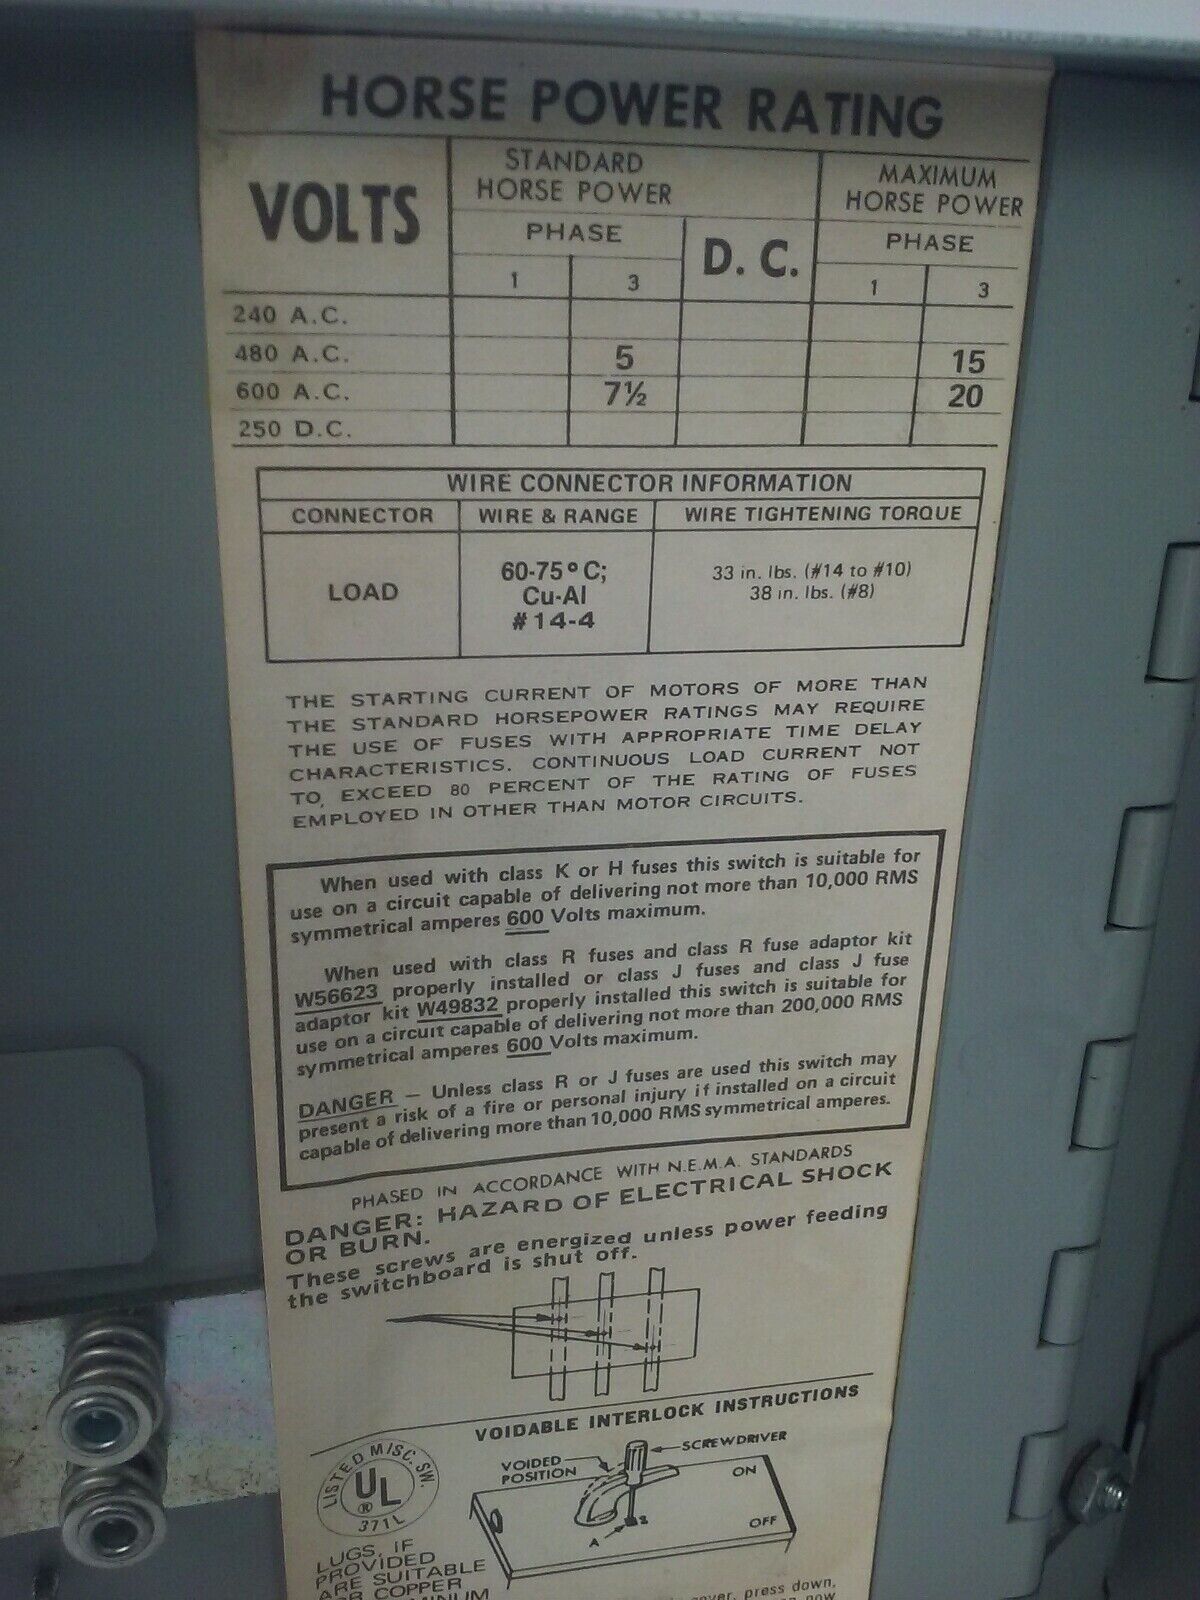 HORSE POWER RATING
VOLTS
STANDARD
HORSE POWER
PHASE
1
3
D. C.
MAXIMUM
HORSE POWER
PHASE
1
3
240 A.C.
480 A.C. 5 15
600 A.C. 7½ 20
250 D.C.
WIRE CONNECTOR INFORMATION
CONNECTOR WIRE & RANGE WIRE TIGHTENING TORQUE
LOAD
60-75°C;
Cu-Al
#14-4
33 in. lbs. (#14 to #10)
38 in. lbs. (#8)
THE STARTING CURRENT OF MOTORS OF MORE THAN
THE STANDARD HORSEPOWER RATINGS MAY REQUIRE
THE USE OF FUSES WITH APPROPRIATE TIME DELAY
CHARACTERISTICS. CONTINUOUS LOAD CURRENT NOT
TO EXCEED 80 PERCENT OF THE RATING OF FUSES
EMPLOYED IN OTHER THAN MOTOR CIRCUITS.
When used with class K or H fuses this switch is suitable for
use on a circuit capable of delivering not more than 10,000 RMS
symmetrical amperes 600 Volts maximum.
When used with class R fuses and class R fuse adaptor kit
W56623 properly installed or class J fuses and class J fuse
adaptor kit W49832 properly installed this switch is suitable for
use on a circuit capable of delivering not more than 200,000 RMS
symmetrical amperes 600 Volts maximum.
DANGER — Unless class R or J fuses are used this switch may
present a risk of a fire or personal injury if installed on a circuit
capable of delivering more than 10,000 RMS symmetrical amperes.
PHASED IN ACCORDANCE WITH N.E.M.A. STANDARDS
DANGER: HAZARD OF ELECTRICAL SHOCK
OR BURN.
These screws are energized unless power feeding
the switchboard is shut off.
VOIDABLE INTERLOCK INSTRUCTIONS
LISTED MISC. SW.
UL
®
371L
VOIDED
POSITION
SCREWDRIVER
ON
OFF
A
LUGS, IF
PROVIDED
ARE SUITABLE
COPPER
cover, press down,
now